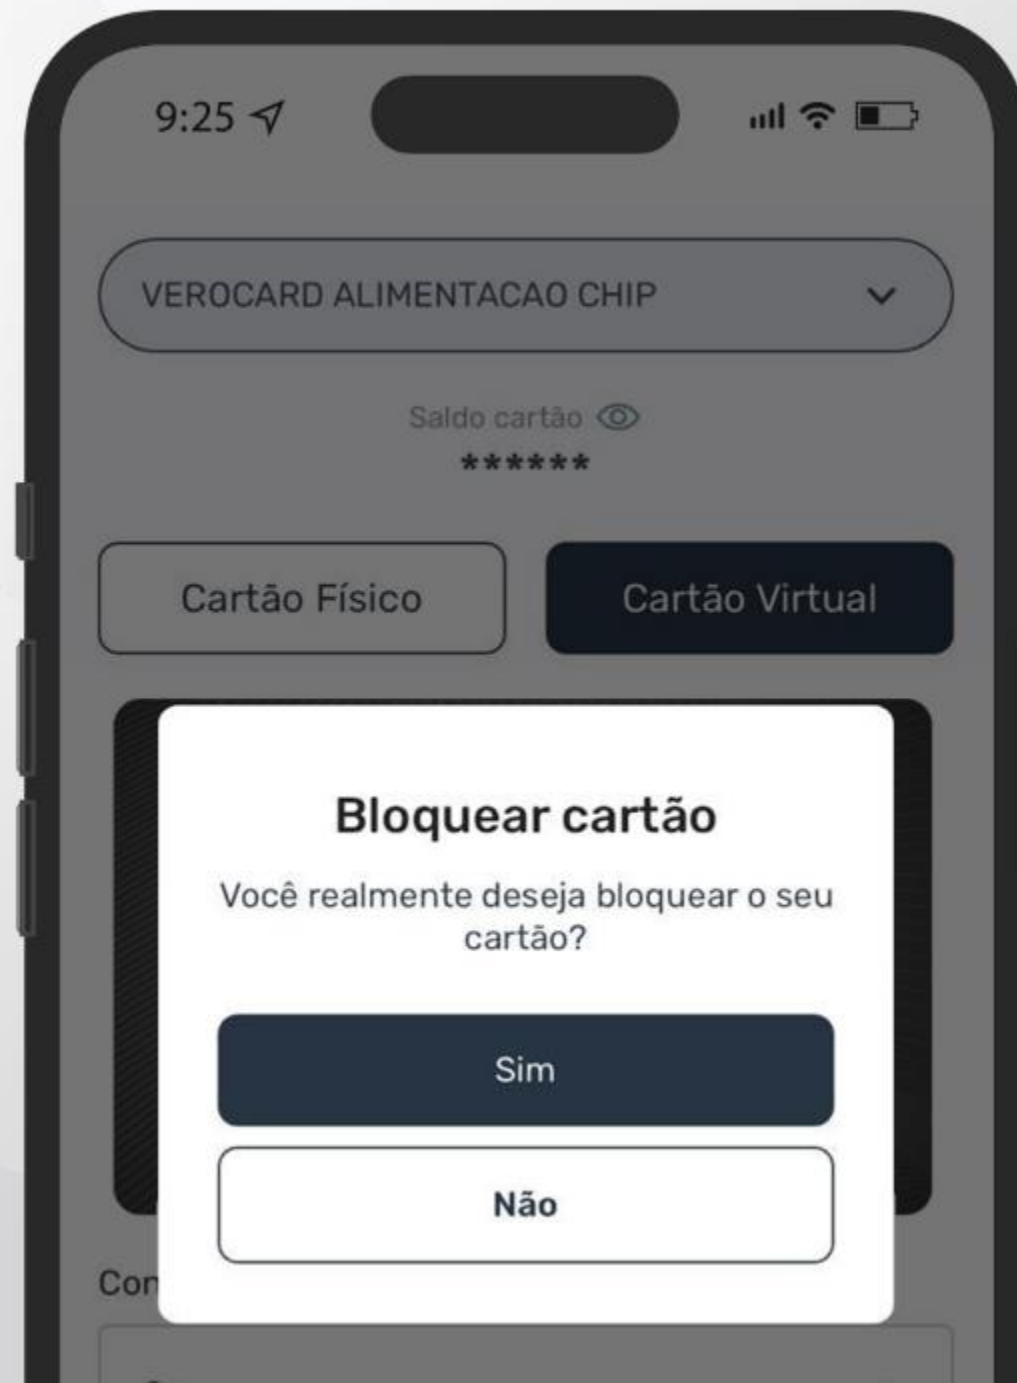 9:25
VEROCARD ALIMENTACAO CHIP
Saldo cartão
******
Cartão Físico
Cartão Virtual
Bloquear cartão
Você realmente deseja bloquear o seu
cartão?
Sim
Não